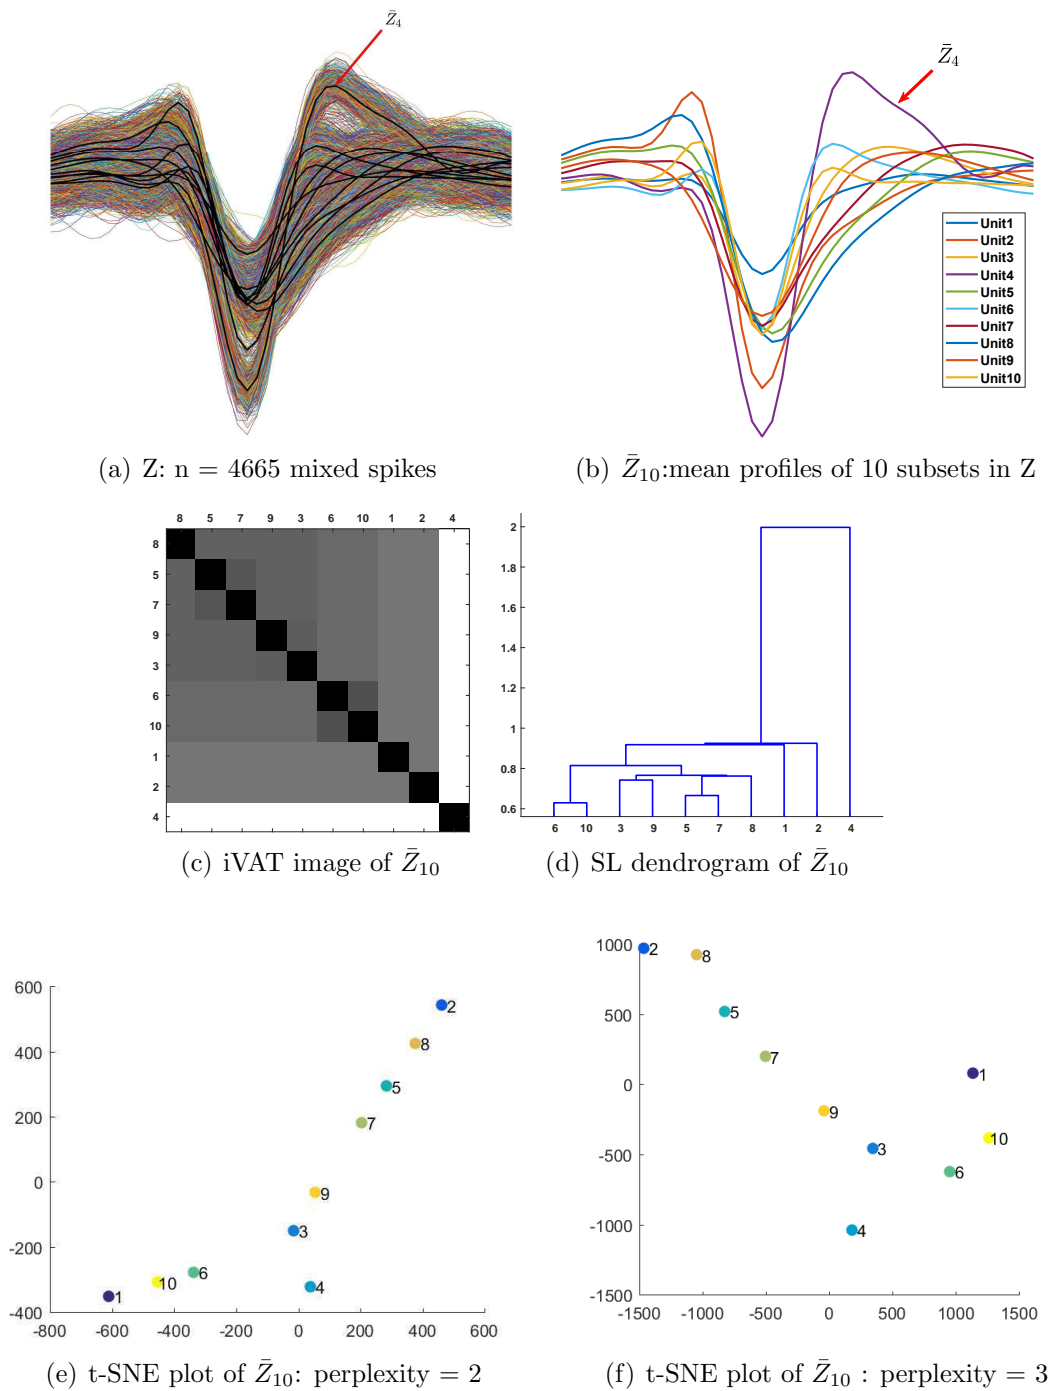 Z̄₄
Z̄₄
Unit1
Unit2
Unit3
Unit4
Unit5
Unit6
Unit7
Unit8
Unit9
Unit10
(a) Z: n = 4665 mixed spikes
(b) Z̄₁₀:mean profiles of 10 subsets in Z
8 5 7 9 3 6 10 1 2 4
8
5
7
9
3
6
10
1
2
4
2
1.8
1.6
1.4
1.2
1
0.8
0.6
6 10 3 9 5 7 8 1 2 4
(c) iVAT image of Z̄₁₀
(d) SL dendrogram of Z̄₁₀
600
400
200
0
-200
-400
-800 -600 -400 -200 0 200 400 600
2
8
5
7
9
3
6
10
4
1
1000
500
0
-500
-1000
-1500
-1500 -1000 -500 0 500 1000 1500
2
8
5
7
1
9
10
3
6
4
(e) t-SNE plot of Z̄₁₀: perplexity = 2
(f) t-SNE plot of Z̄₁₀ : perplexity = 3